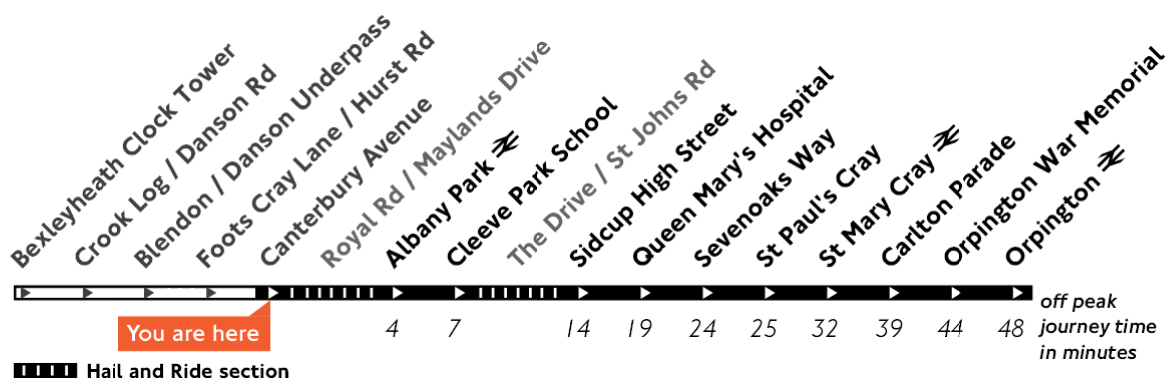 Bexleyheath Clock Tower
Crook Log / Danson Rd
Blendon / Danson Underpass
Foots Cray Lane / Hurst Rd
Canterbury Avenue
Royal Rd / Maylands Drive
Albany Park
Cleeve Park School
The Drive / St Johns Rd
Sidcup High Street
Queen Mary's Hospital
Sevenoaks Way
St Paul's Cray
St Mary Cray
Carlton Parade
Orpington War Memorial
Orpington
You are here
4 7 14 19 24 25 32 39 44 48
off peak
journey time
in minutes
Hail and Ride section